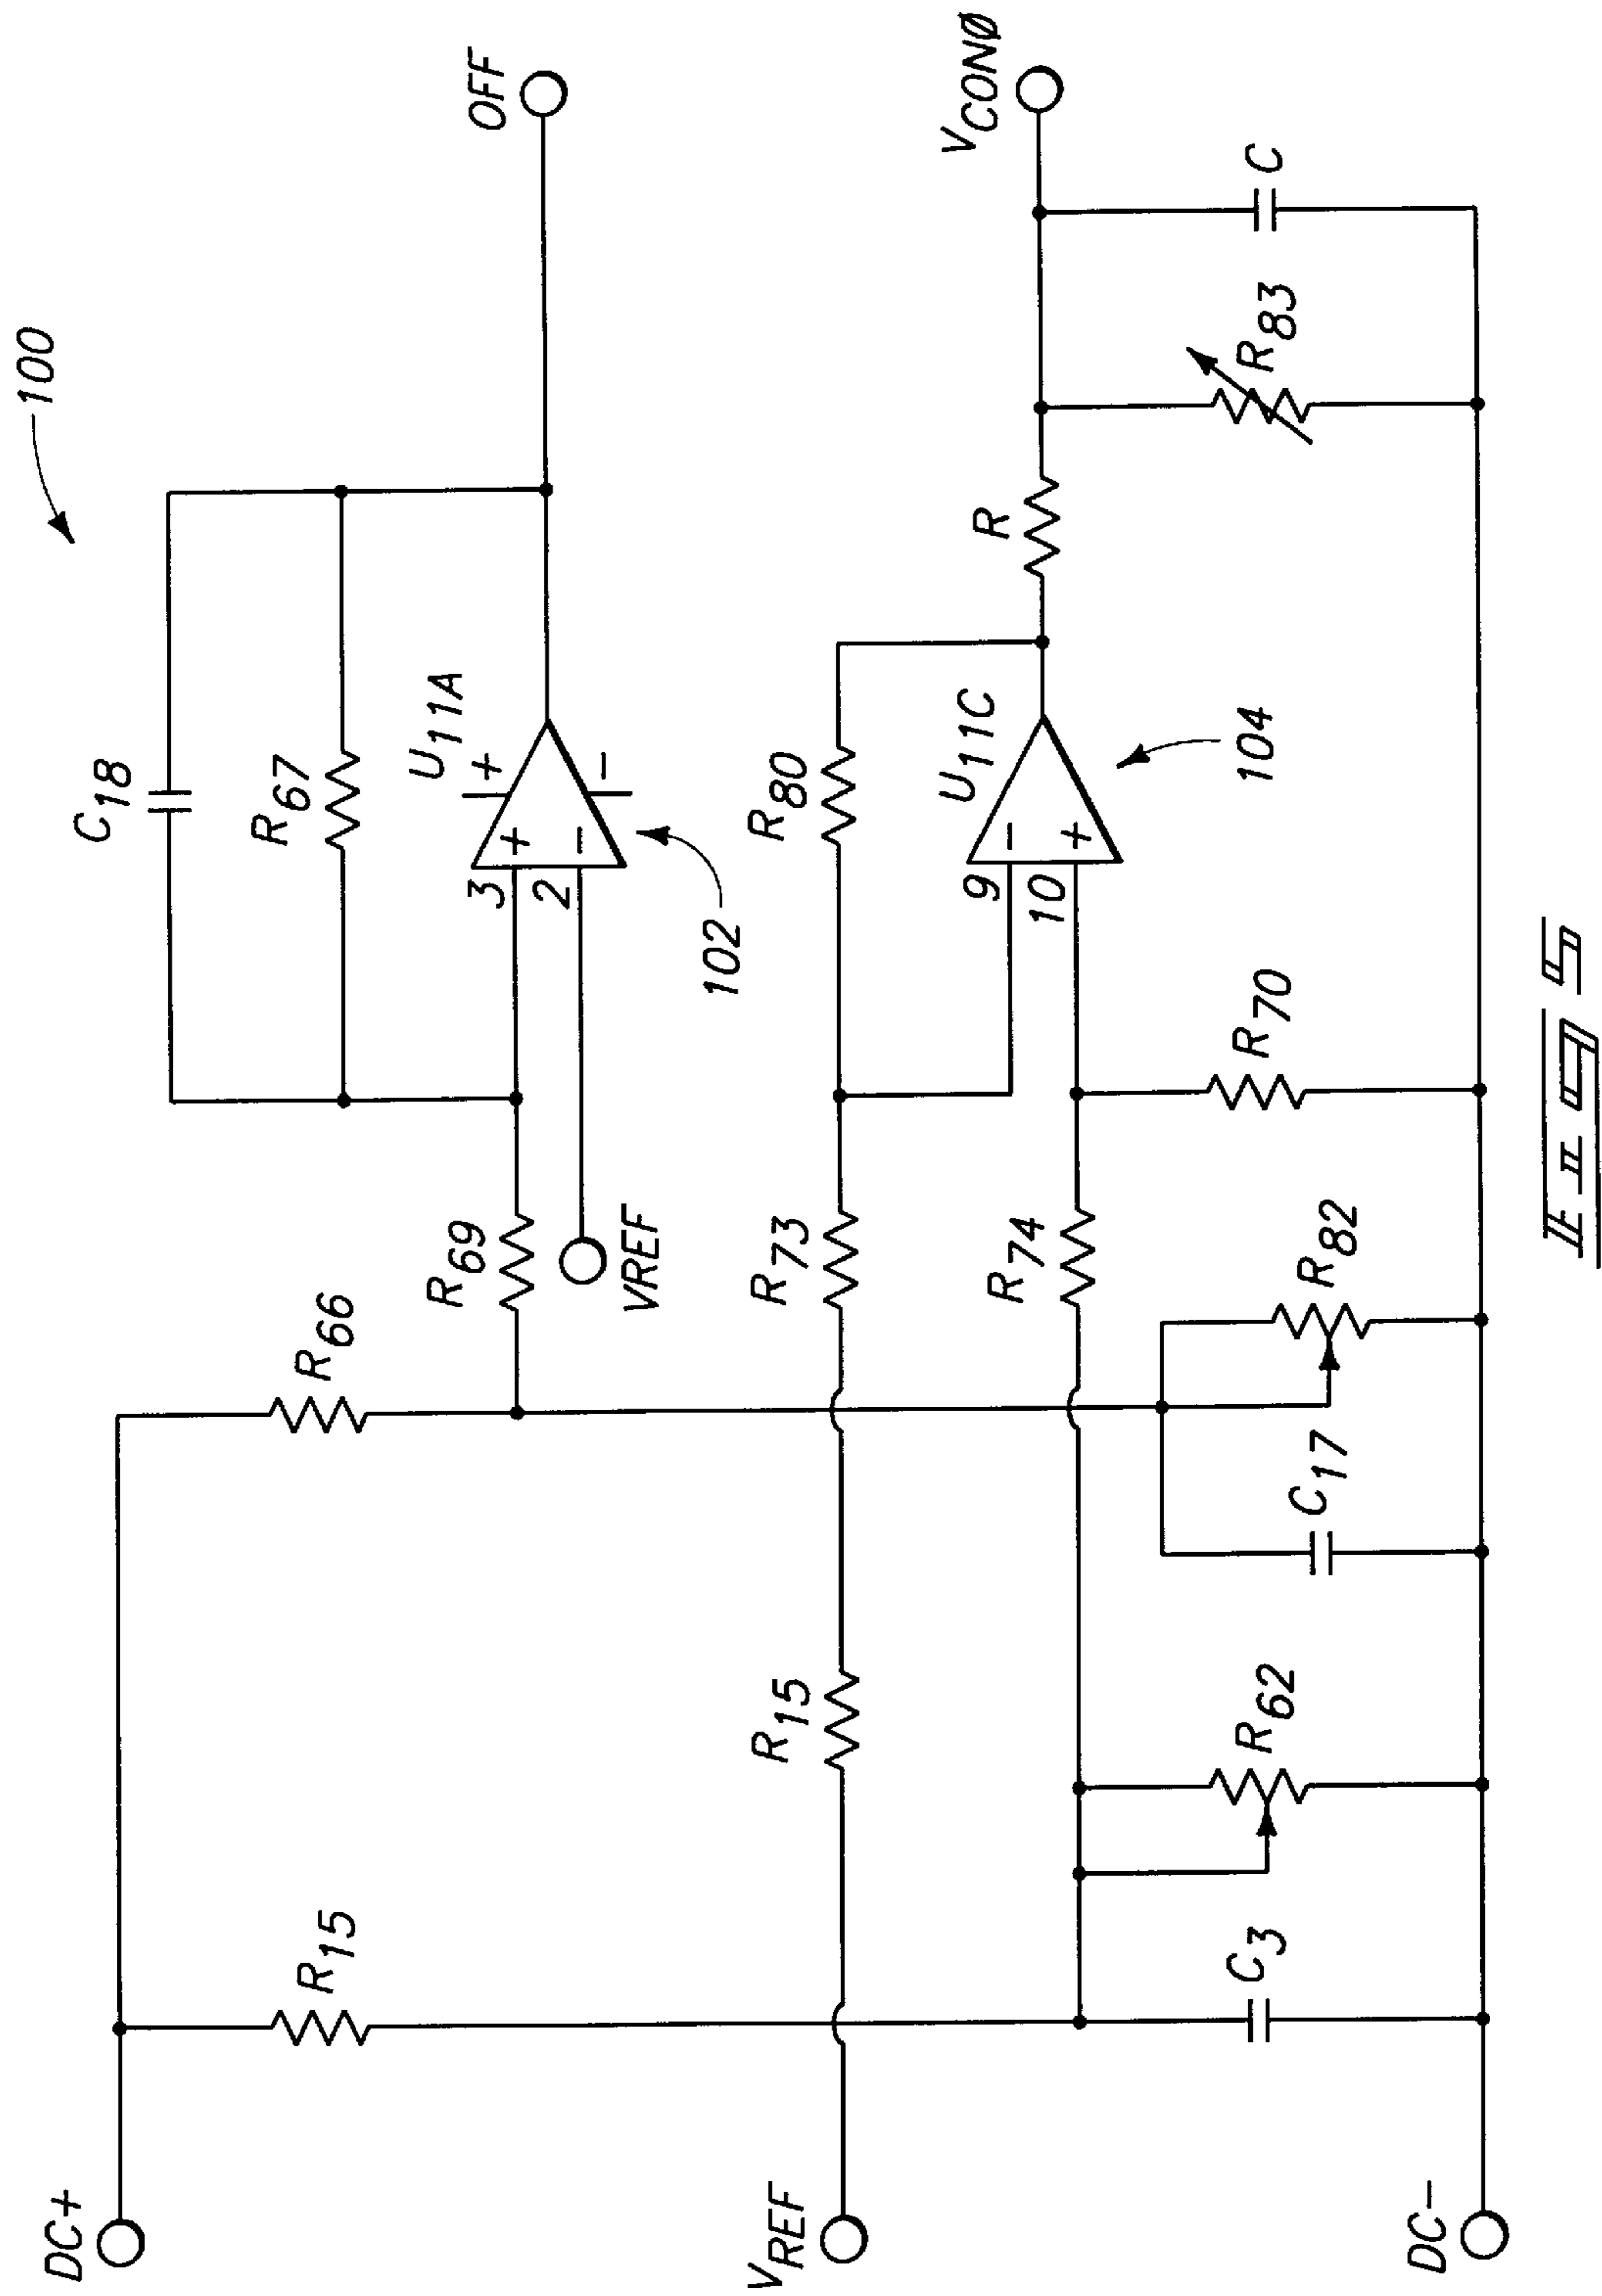 100
C18
R67
OFF
U11A
+
-
+
-
3
2
102
R66
R69
VREF
DC+
R15
R80
U11C
-
+
9
10
104
R
VCONØ
R73
R15
VREF
R74
R70
R83
C
R82
C17
R62
C3
DC-
FIG 5